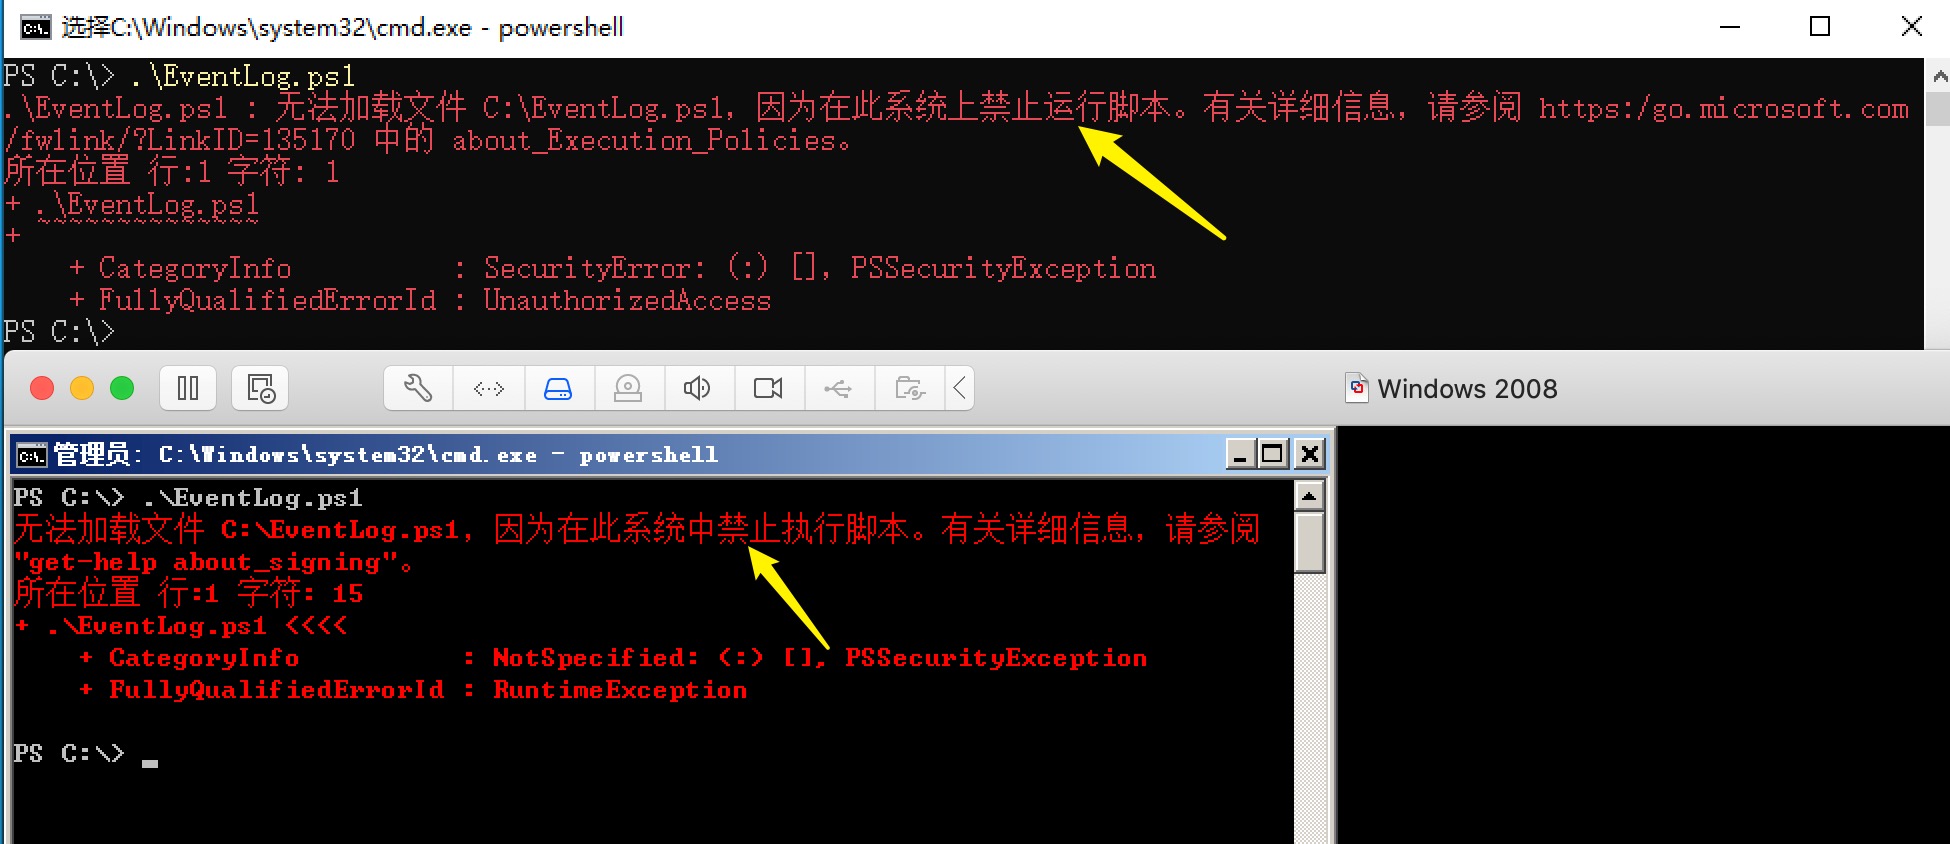 选择C:\Windows\system32\cmd.exe - powershell
PS C:\> .\EventLog.ps1
.\EventLog.ps1 : 无法加载文件 C:\EventLog.ps1，因为在此系统上禁止运行脚本。有关详细信息，请参阅 https:/go.microsoft.com
/fwlink/?LinkID=135170 中的 about_Execution_Policies。
所在位置 行:1 字符: 1
+ .\EventLog.ps1
+ ~~~~~~~~~~~~~~
    + CategoryInfo          : SecurityError: (:) []，PSSecurityException
    + FullyQualifiedErrorId : UnauthorizedAccess
PS C:\>
Windows 2008
管理员: C:\Windows\system32\cmd.exe - powershell
PS C:\> .\EventLog.ps1
无法加载文件 C:\EventLog.ps1，因为在此系统中禁止执行脚本。有关详细信息，请参阅
"get-help about_signing"。
所在位置 行:1 字符: 15
+ .\EventLog.ps1 <<<<
    + CategoryInfo          : NotSpecified: (:) [], PSSecurityException
    + FullyQualifiedErrorId : RuntimeException
PS C:\> _